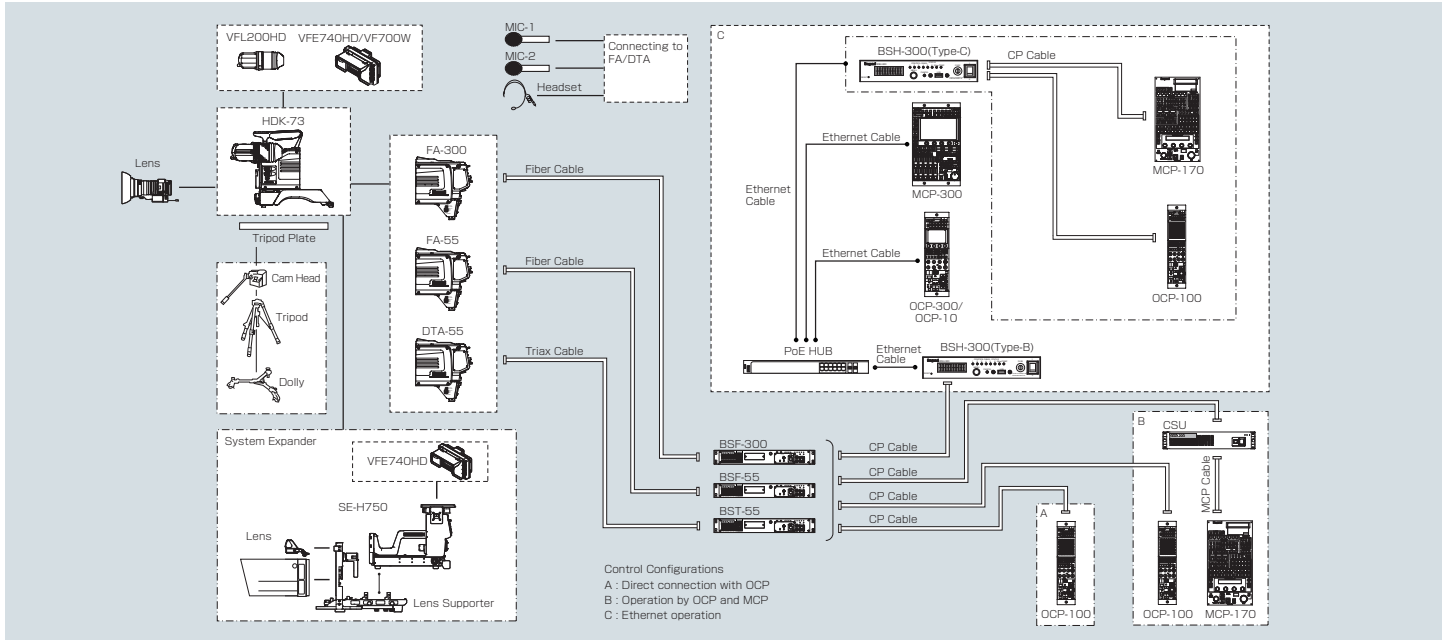 VFL200HD
VFE740HD/VF700W
HDK-73
Lens
Tripod Plate
Cam Head
Tripod
Dolly
MIC-1
MIC-2
Headset
Connecting to
FA/DTA
FA-300
FA-55
DTA-55
Fiber Cable
Fiber Cable
Triax Cable
System Expander
VFE740HD
SE-H750
Lens
Lens Supporter
BSF-300
BSF-55
BST-55
CP Cable
CP Cable
CP Cable
CP Cable
Control Configurations
A : Direct connection with OCP
B : Operation by OCP and MCP
C : Ethernet operation
C
BSH-300(Type-C)
CP Cable
MCP-170
OCP-100
Ethernet Cable
MCP-300
Ethernet
Cable
Ethernet Cable
OCP-300/
OCP-10
PoE HUB
Ethernet
Cable
BSH-300(Type-B)
A
OCP-100
B
CSU
MCP Cable
OCP-100
MCP-170